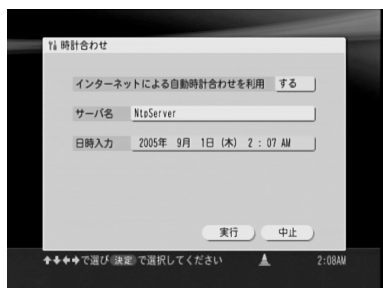 時計合わせ
インターネットによる自動時計合わせを利用 する
サーバ名 NtpServer
日時入力 2005年 9月 1日 (木) 2 : 07 AM
実行 中止
で選び 決定 で選択してください 2:08AM